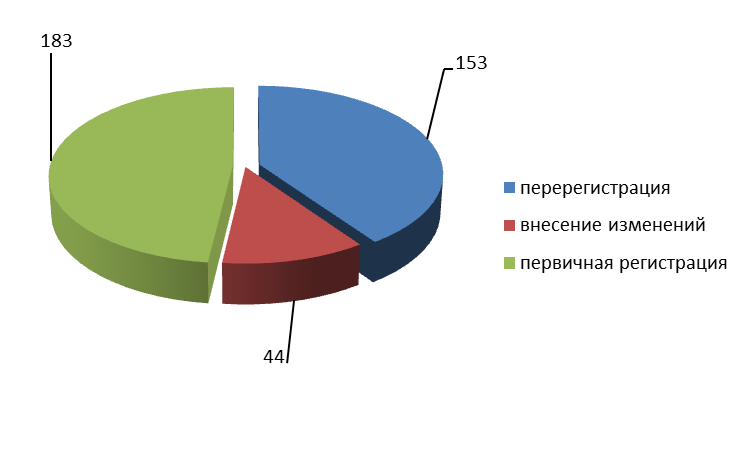 183
153
перерегистрация
внесение изменений
первичная регистрация
44